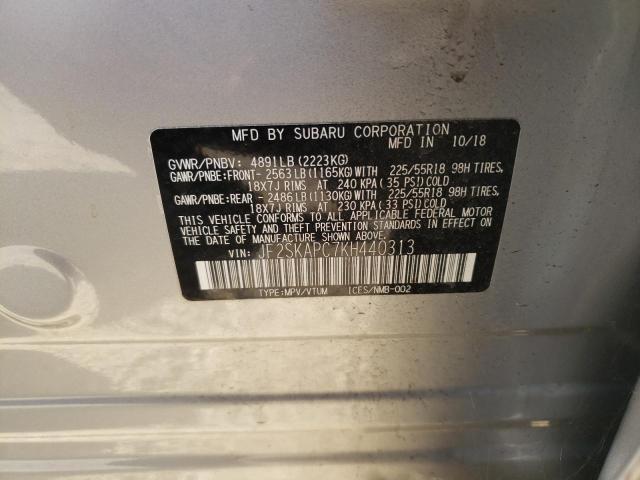 MFD BY SUBARU CORPORATION
MFD IN 10/18
GVWR/PNBV: 4891LB(2223KG)
GAWR/PNBE:FRONT- 2563LB(1165KG)WITH 225/55R18 98H TIRES,
18X7J RIMS AT 240 KPA (35 PSI)COLD
GAWR/PNBE:REAR - 2486LB(1130KG)WITH 225/55R18 98H TIRES,
18X7J RIMS AT 230 KPA (33 PSI)COLD
THIS VEHICLE CONFORMS TO ALL APPLICABLE FEDERAL MOTOR
VEHICLE SAFETY AND THEFT PREVENTION STANDARDS IN EFFECT ON
THE DATE OF MANUFACTURE SHOWN ABOVE.
VIN: JF2SKAPC7KH440313
TYPE:MPV/VTUM ICES/NMB-002